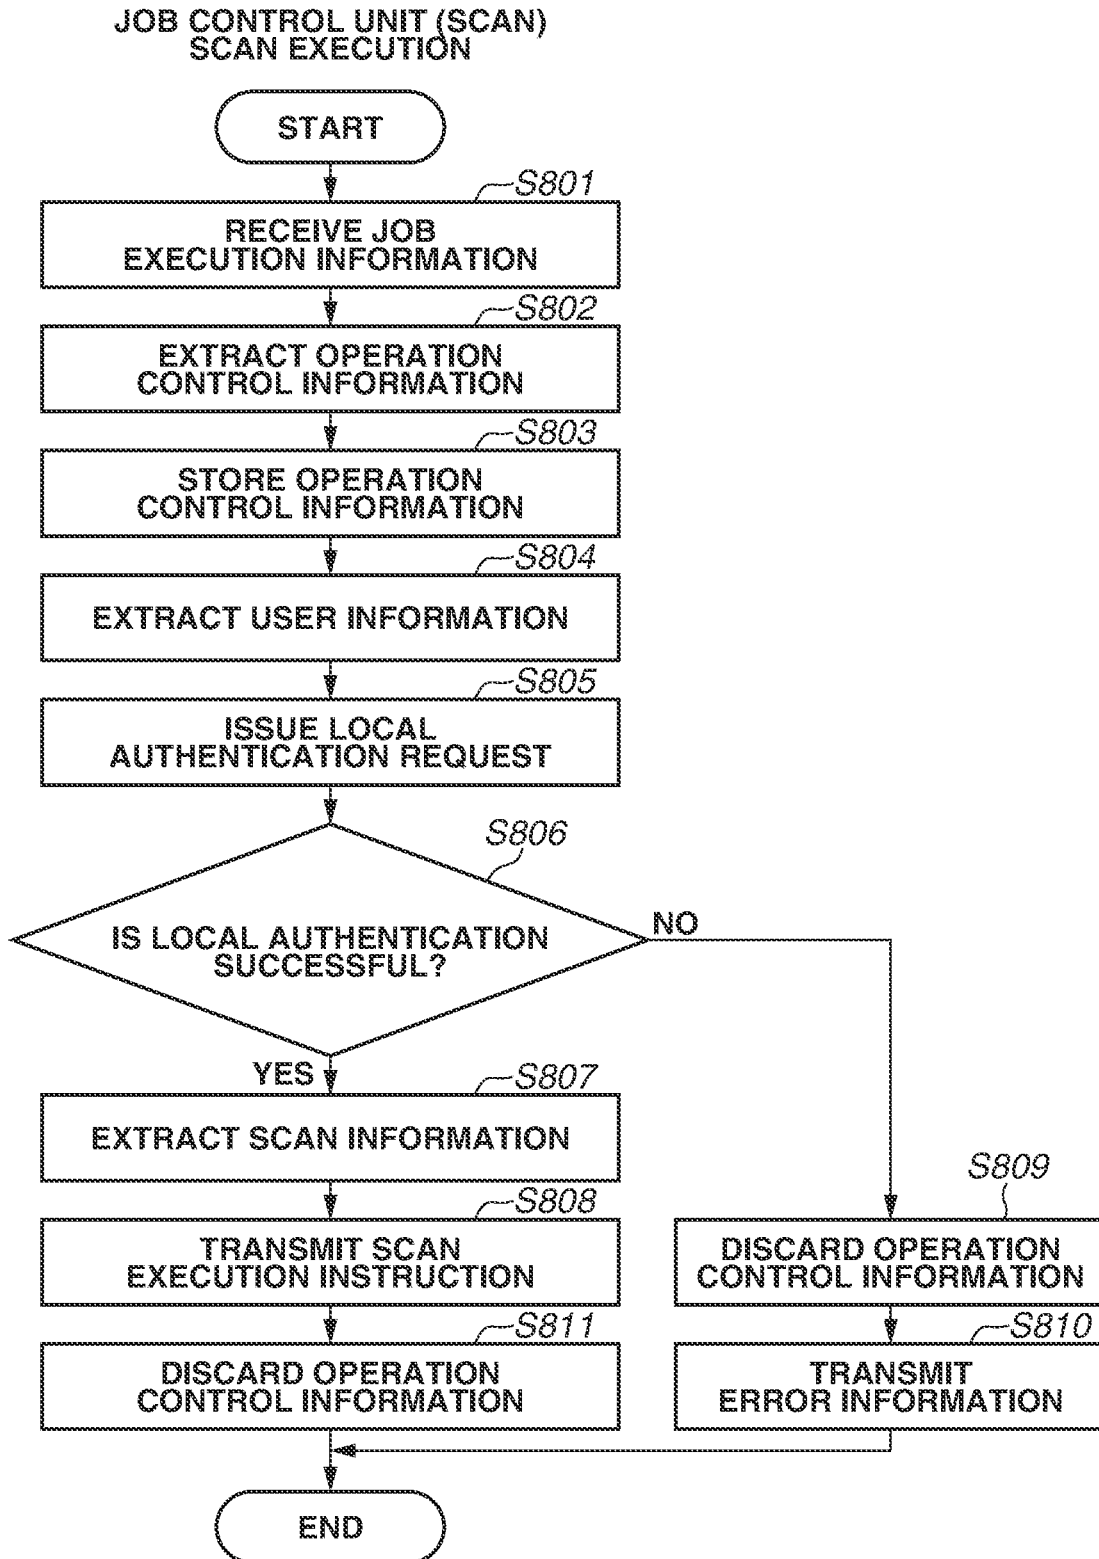 JOB CONTROL UNIT (SCAN)
SCAN EXECUTION
START
S801
RECEIVE JOB
EXECUTION INFORMATION
S802
EXTRACT OPERATION
CONTROL INFORMATION
S803
STORE OPERATION
CONTROL INFORMATION
S804
EXTRACT USER INFORMATION
S805
ISSUE LOCAL
AUTHENTICATION REQUEST
S806
IS LOCAL AUTHENTICATION
SUCCESSFUL?
NO
YES
S807
EXTRACT SCAN INFORMATION
S808
TRANSMIT SCAN
EXECUTION INSTRUCTION
S811
DISCARD OPERATION
CONTROL INFORMATION
S809
DISCARD OPERATION
CONTROL INFORMATION
S810
TRANSMIT
ERROR INFORMATION
END